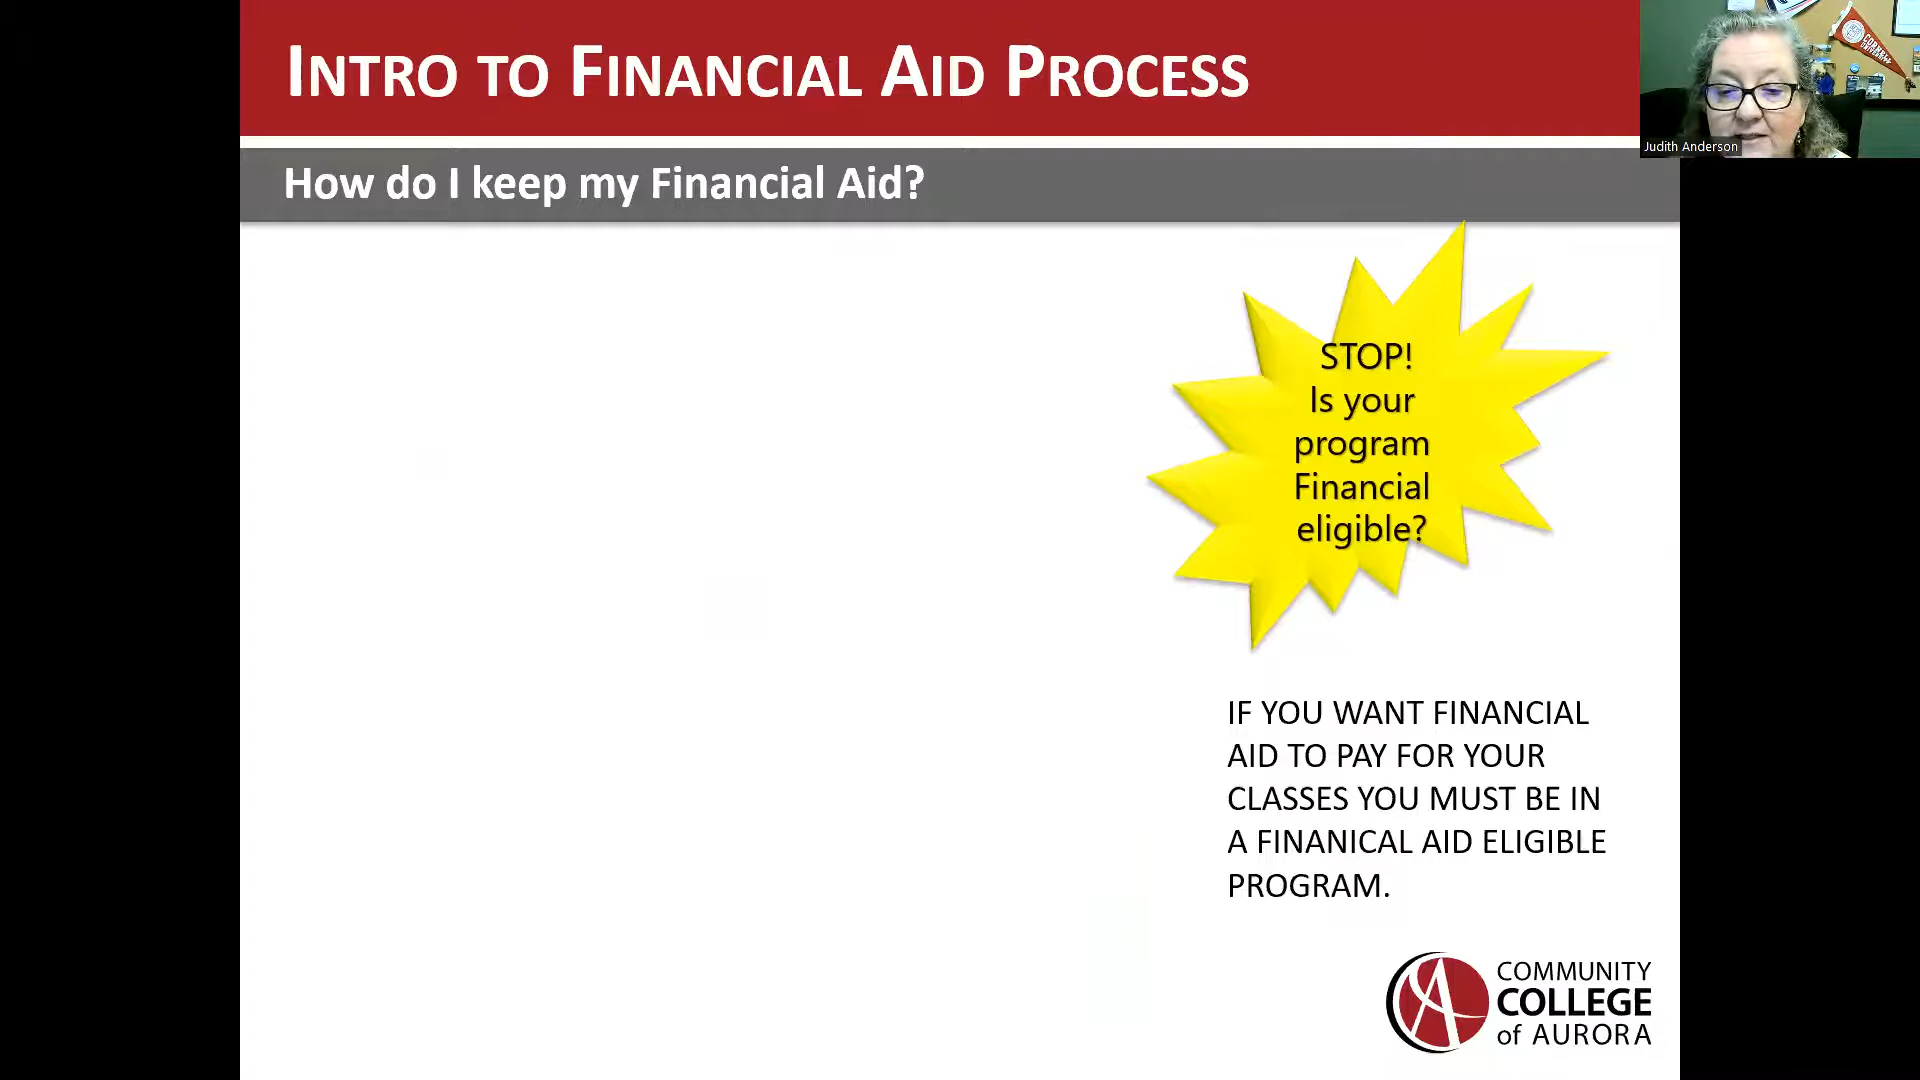 INTRO TO FINANCIAL AID PROCESS
How do I keep my Financial Aid?
STOP!
Is your
program
Financial
eligible?
IF YOU WANT FINANCIAL
AID TO PAY FOR YOUR
CLASSES YOU MUST BE IN
A FINANICAL AID ELIGIBLE
PROGRAM.
COMMUNITY
COLLEGE
of AURORA
Judith Anderson
CORNELL
UNIVERSITY